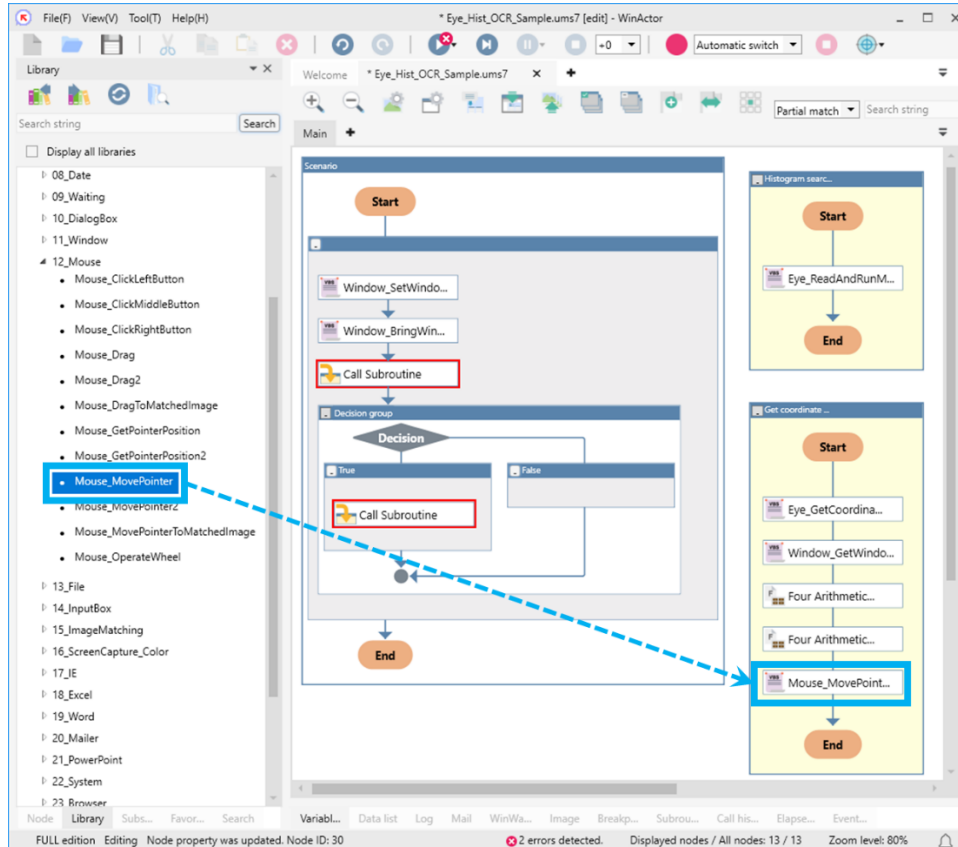 File(F) View(V) Tool(T) Help(H)
* Eye_Hist_OCR_Sample.ums7 [edit] - WinActor
+0
Automatic switch
Library
Search string
Search
Display all libraries
08_Date
09_Waiting
10_DialogBox
11_Window
12_Mouse
Mouse_ClickLeftButton
Mouse_ClickMiddleButton
Mouse_ClickRightButton
Mouse_Drag
Mouse_Drag2
Mouse_DragToMatchedImage
Mouse_GetPointerPosition
Mouse_GetPointerPosition2
Mouse_MovePointer
Mouse_MovePointer2
Mouse_MovePointerToMatchedImage
Mouse_OperateWheel
13_File
14_InputBox
15_ImageMatching
16_ScreenCapture_Color
17_IE
18_Excel
19_Word
20_Mailer
21_PowerPoint
22_System
23_Browser
Node Library Subs... Favor... Search
Welcome * Eye_Hist_OCR_Sample.ums7
Partial match
Search string
Main
Scenario
Start
Window_SetWindo...
Window_BringWin...
Call Subroutine
Decision group
Decision
True
False
Call Subroutine
End
Histogram searc...
Start
Eye_ReadAndRunM...
End
Get coordinate ...
Start
Eye_GetCoordina...
Window_GetWindo...
Four Arithmetic...
Four Arithmetic...
Mouse_MovePoint...
End
Variabl... Data list Log Mail WinWa... Image Breakp... Subrou... Call his... Elapse... Event...
FULL edition Editing Node property was updated. Node ID: 30
2 errors detected. Displayed nodes / All nodes: 13 / 13 Zoom level: 80%